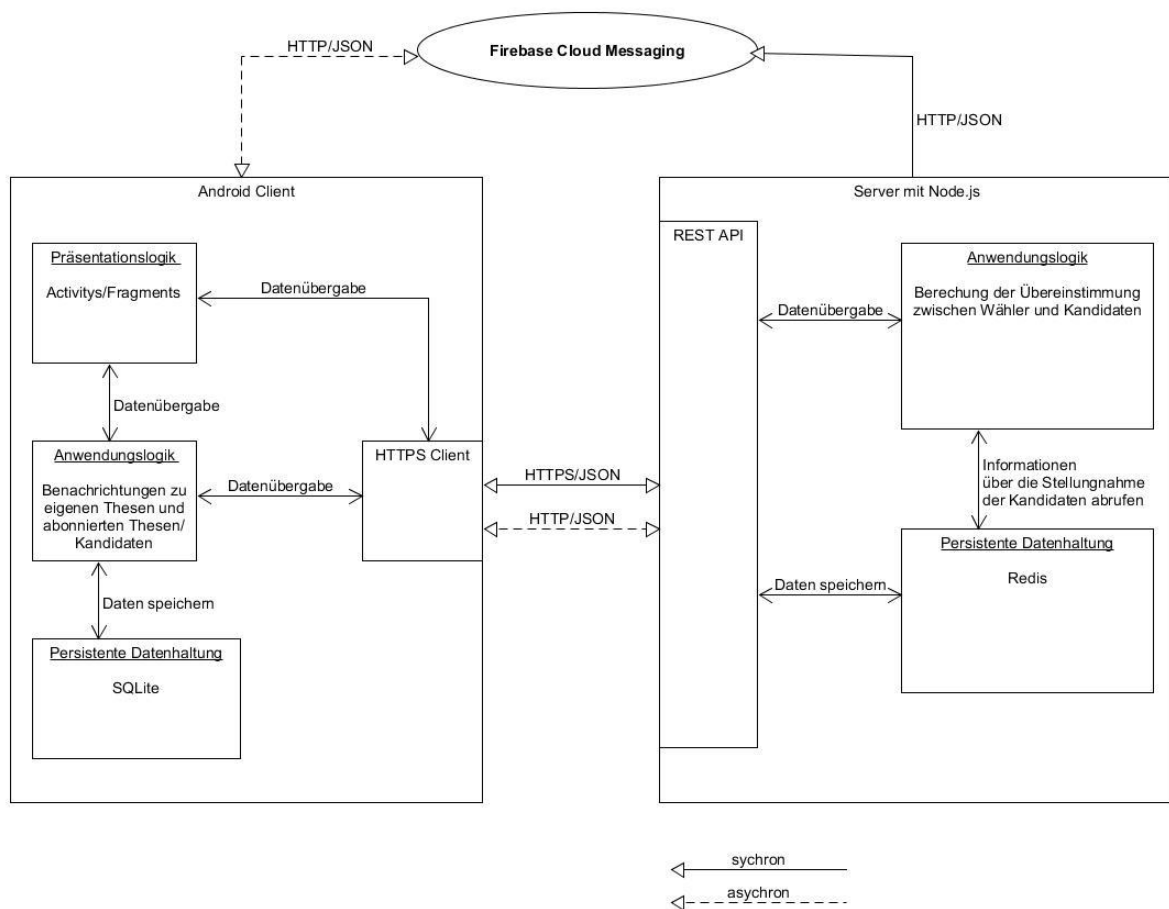 HTTP/JSON
Firebase Cloud Messaging
HTTP/JSON
Android Client
Präsentationslogik
Activitys/Fragments
Datenübergabe
Datenübergabe
Anwendungslogik
Benachrichtungen zu
eigenen Thesen und
abonnierten Thesen/
Kandidaten
Datenübergabe
HTTPS Client
Daten speichern
Persistente Datenhaltung
SQLite
HTTPS/JSON
HTTP/JSON
Server mit Node.js
REST API
Datenübergabe
Anwendungslogik
Berechung der Übereinstimmung
zwischen Wähler und Kandidaten
Informationen
über die Stellungnahme
der Kandidaten abrufen
Daten speichern
Persistente Datenhaltung
Redis
sychron
asychron